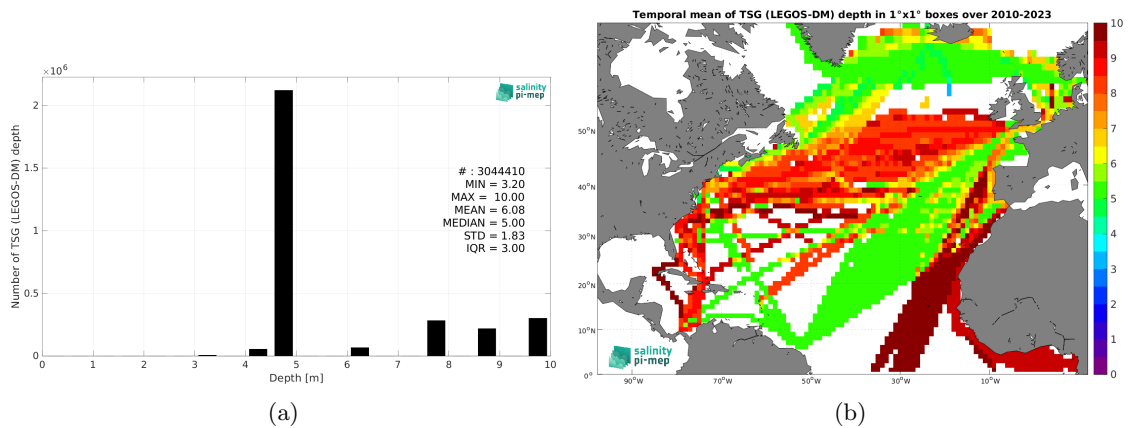 ×10⁶
2
1.5
1
0.5
0
Number of TSG (LEGOS-DM) depth
salinity
pi-mep
# : 3044410
MIN = 3.20
MAX = 10.00
MEAN = 6.08
MEDIAN = 5.00
STD = 1.83
IQR = 3.00
0 1 2 3 4 5 6 7 8 9 10
Depth [m]
(a)
Temporal mean of TSG (LEGOS-DM) depth in 1°x1° boxes over 2010-2023
50°N
40°N
30°N
20°N
10°N
0°
90°W 70°W 50°W 30°W 10°W
salinity
pi-mep
10
9
8
7
6
5
4
3
2
1
0
(b)